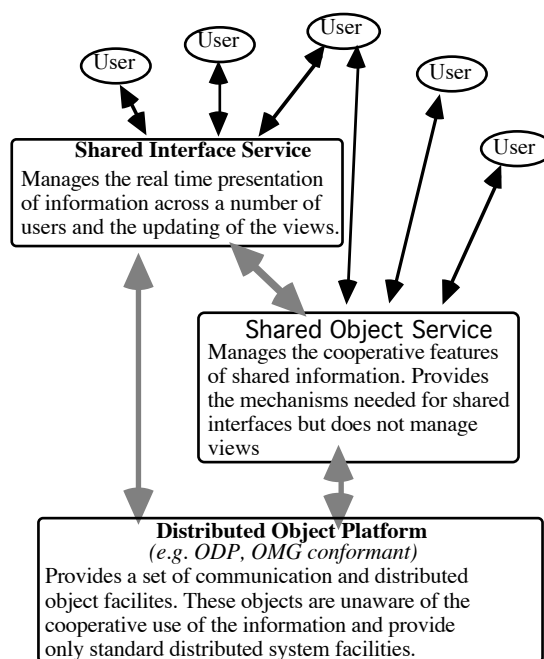 User
User
User
User
User
Shared Interface Service
Manages the real time presentation
of information across a number of
users and the updating of the views.
Shared Object Service
Manages the cooperative features
of shared information. Provides
the mechanisms needed for shared
interfaces but does not manage
views
Distributed Object Platform
(e.g. ODP, OMG conformant)
Provides a set of communication and distributed
object facilites. These objects are unaware of the
cooperative use of the information and provide
only standard distributed system facilities.